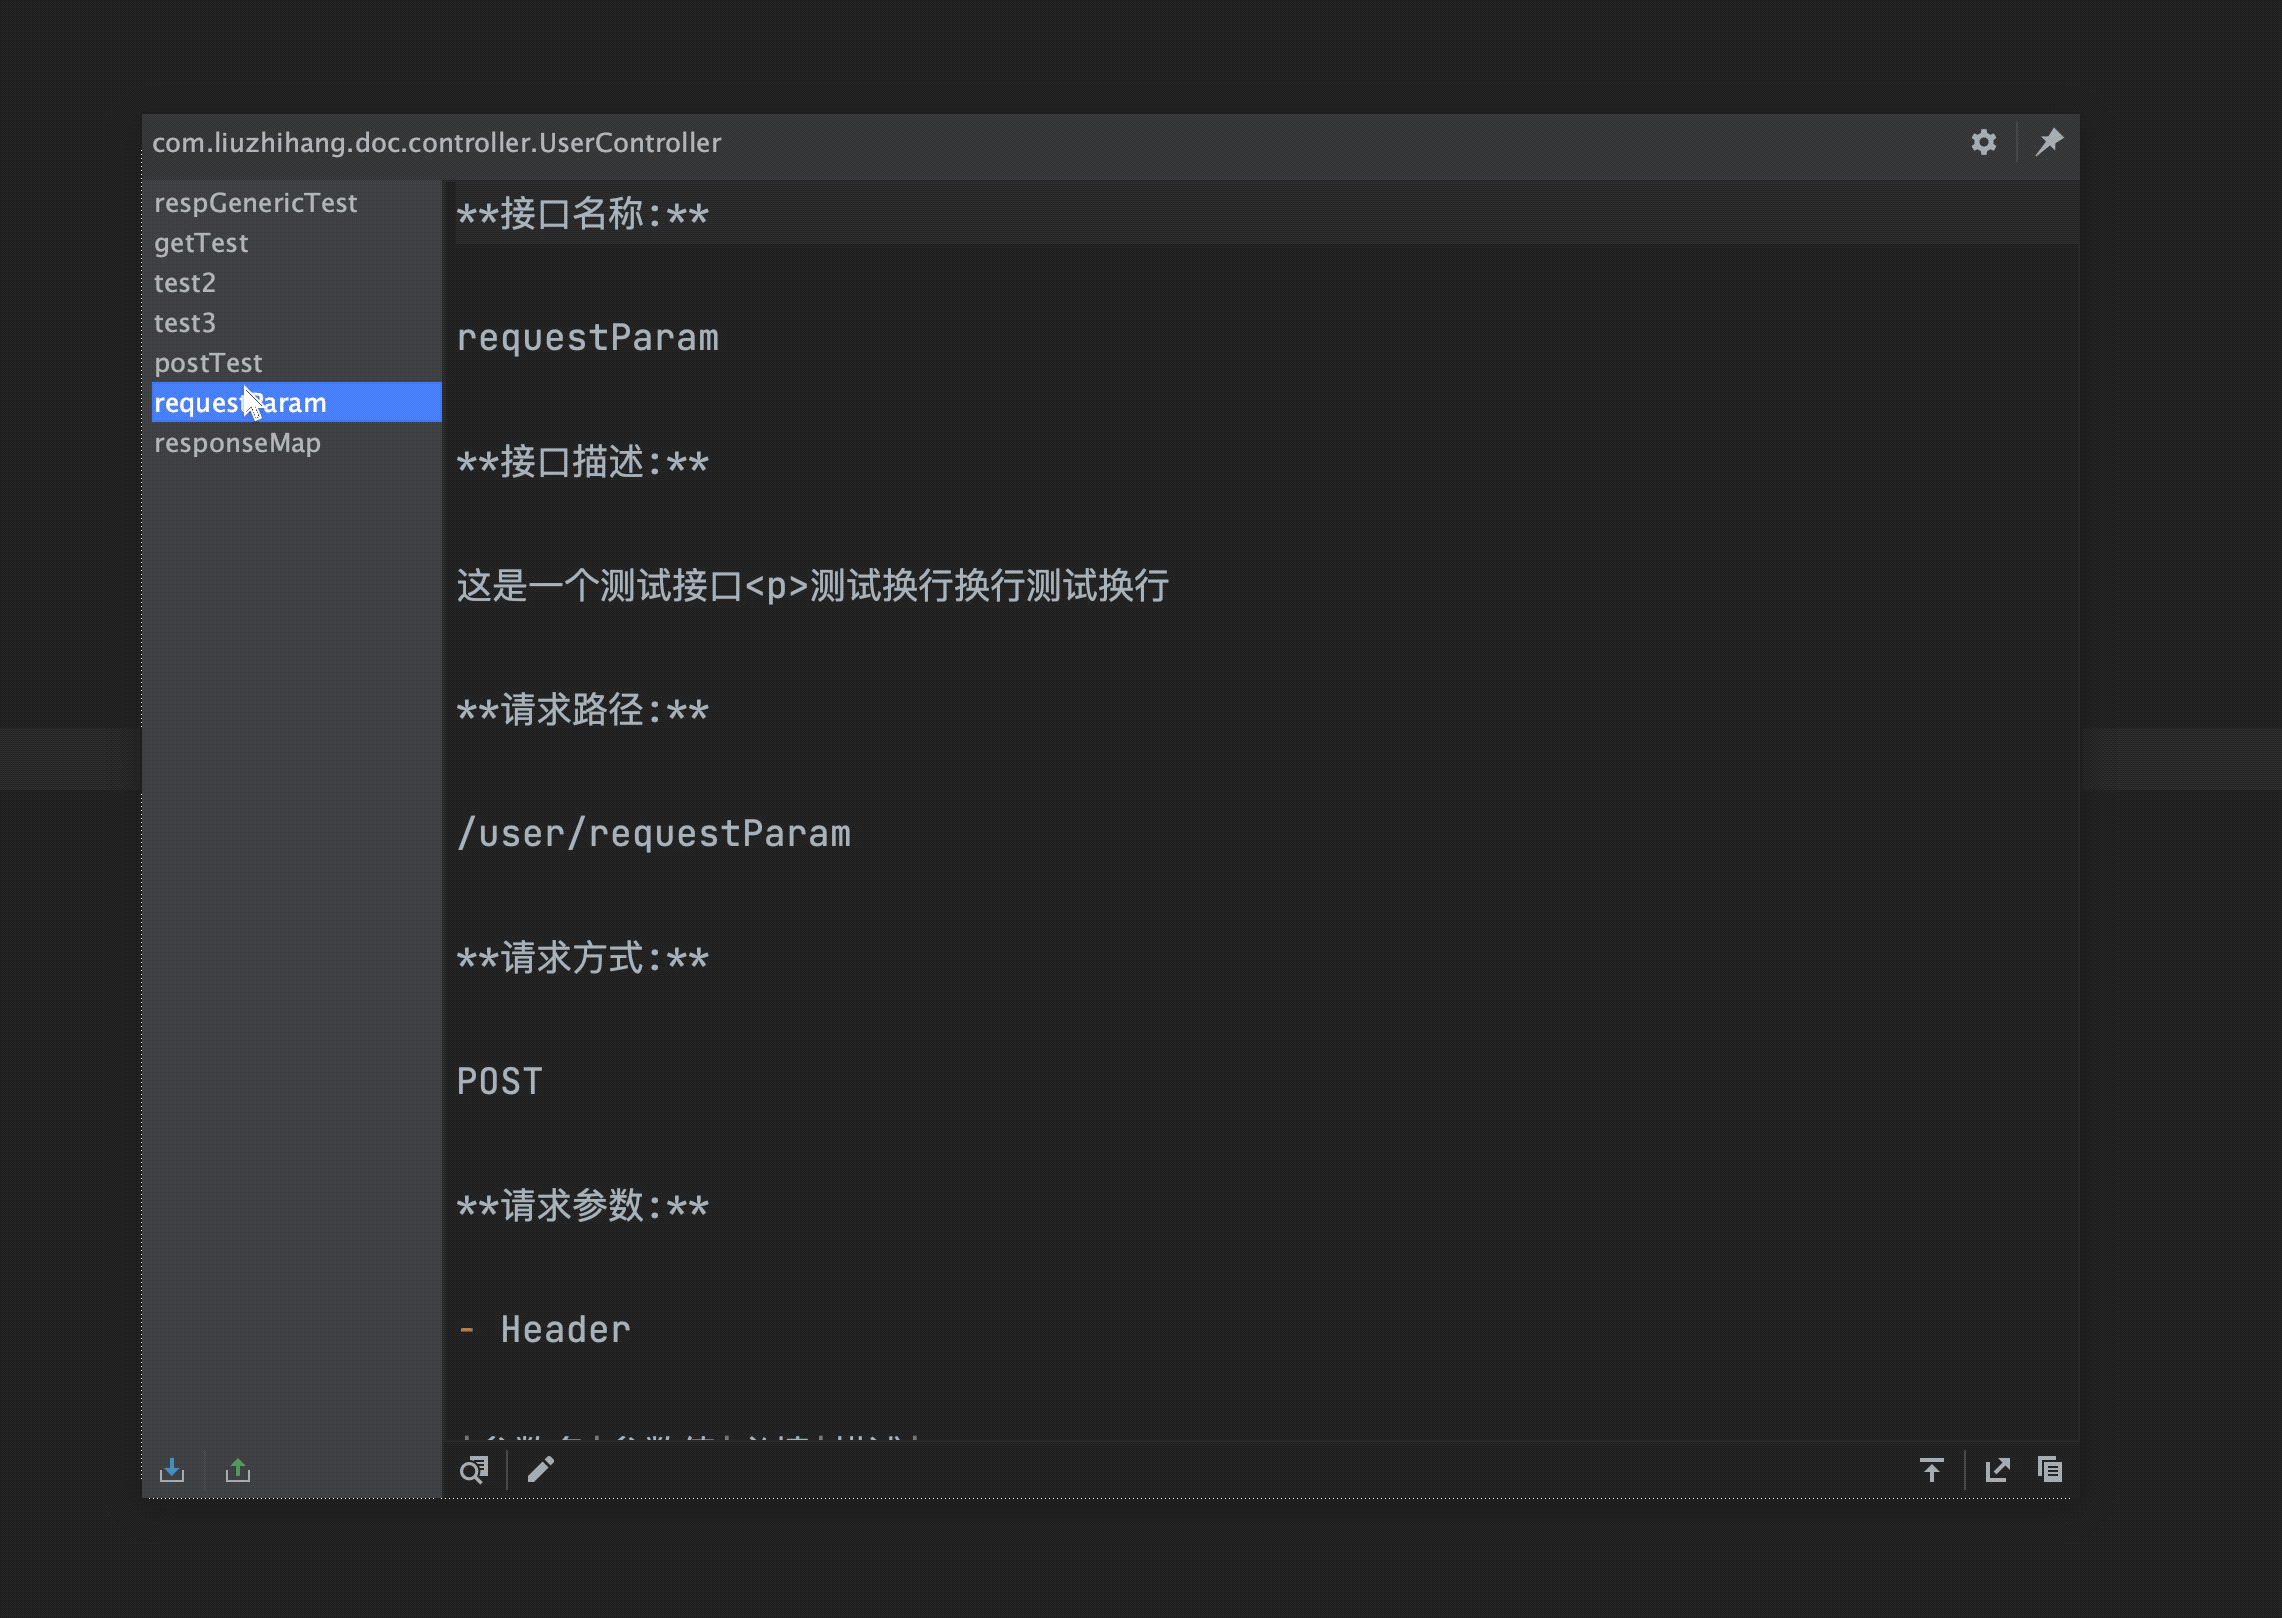 com.liuzhihang.doc.controller.UserController
respGenericTest
getTest
test2
test3
postTest
requestParam
responseMap
**接口名称:**
requestParam
**接口描述:**
这是一个测试接口<p>测试换行换行测试换行
**请求路径:**
/user/requestParam
**请求方式:**
POST
**请求参数:**
- Header